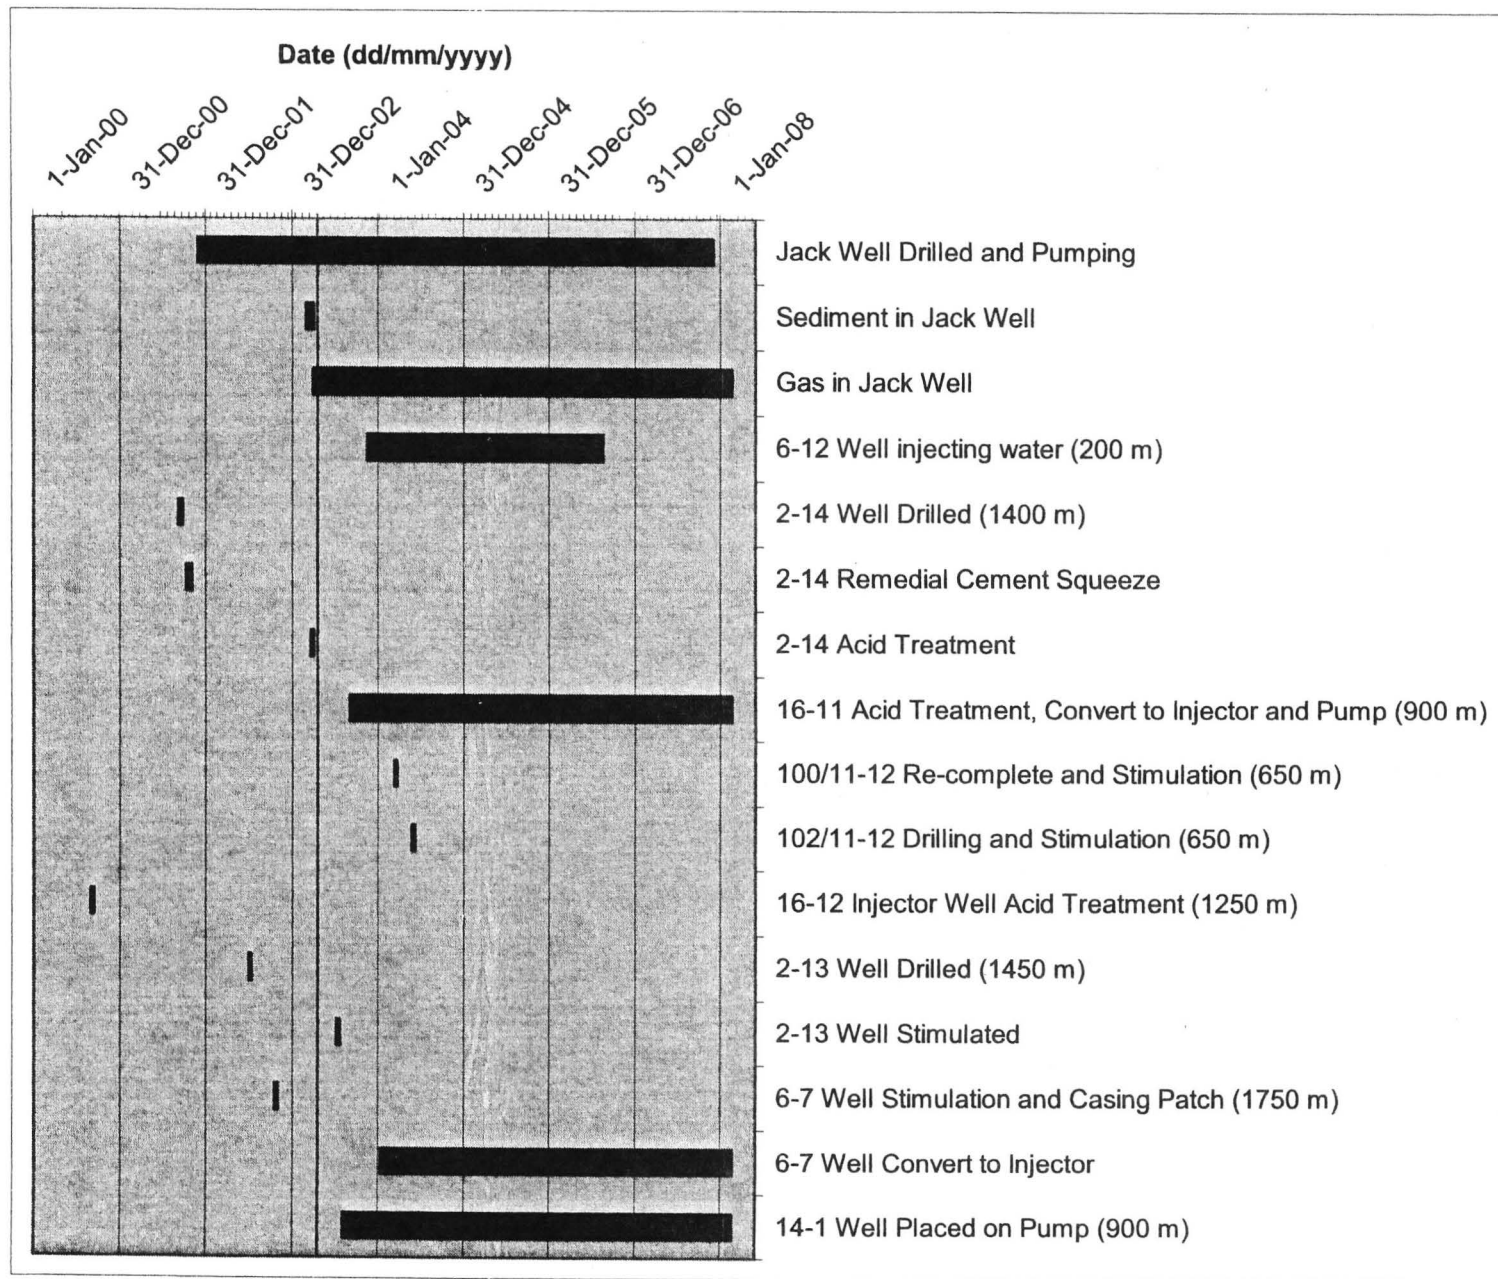 Date (dd/mm/yyyy)
1-Jan-00
31-Dec-00
31-Dec-01
31-Dec-02
1-Jan-04
31-Dec-04
31-Dec-05
31-Dec-06
1-Jan-08
Jack Well Drilled and Pumping
Sediment in Jack Well
Gas in Jack Well
6-12 Well injecting water (200 m)
2-14 Well Drilled (1400 m)
2-14 Remedial Cement Squeeze
2-14 Acid Treatment
16-11 Acid Treatment, Convert to Injector and Pump (900 m)
100/11-12 Re-complete and Stimulation (650 m)
102/11-12 Drilling and Stimulation (650 m)
16-12 Injector Well Acid Treatment (1250 m)
2-13 Well Drilled (1450 m)
2-13 Well Stimulated
6-7 Well Stimulation and Casing Patch (1750 m)
6-7 Well Convert to Injector
14-1 Well Placed on Pump (900 m)